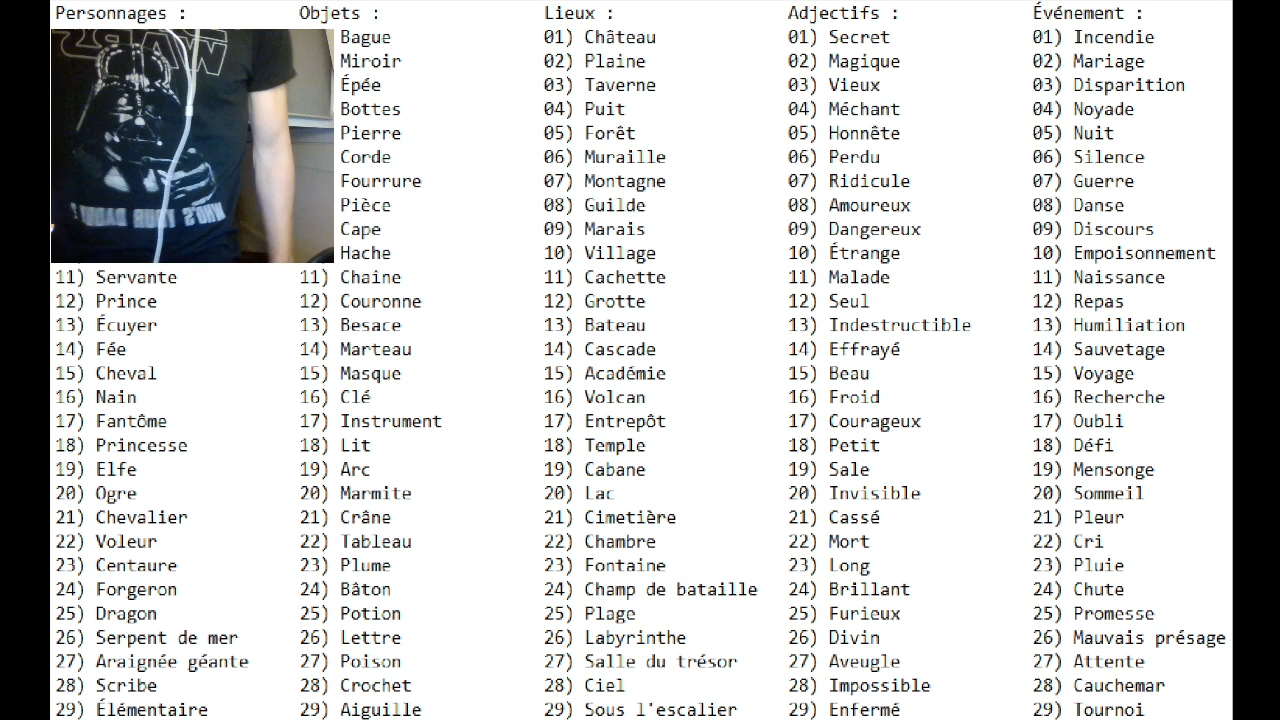 Personnages : Objets : Lieux : Adjectifs : Événement :
Bague 01) Château 01) Secret 01) Incendie
Miroir 02) Plaine 02) Magique 02) Mariage
Épée 03) Taverne 03) Vieux 03) Disparition
Bottes 04) Puit 04) Méchant 04) Noyade
Pierre 05) Forêt 05) Honnête 05) Nuit
Corde 06) Muraille 06) Perdu 06) Silence
Fourrure 07) Montagne 07) Ridicule 07) Guerre
Pièce 08) Guilde 08) Amoureux 08) Danse
Cape 09) Marais 09) Dangereux 09) Discours
Hache 10) Village 10) Étrange 10) Empoisonnement
WARS
WHO'S YOUR DADDY?
11) Servante 11) Chaine 11) Cachette 11) Malade 11) Naissance
12) Prince 12) Couronne 12) Grotte 12) Seul 12) Repas
13) Écuyer 13) Besace 13) Bateau 13) Indestructible 13) Humiliation
14) Fée 14) Marteau 14) Cascade 14) Effrayé 14) Sauvetage
15) Cheval 15) Masque 15) Académie 15) Beau 15) Voyage
16) Nain 16) Clé 16) Volcan 16) Froid 16) Recherche
17) Fantôme 17) Instrument 17) Entrepôt 17) Courageux 17) Oubli
18) Princesse 18) Lit 18) Temple 18) Petit 18) Défi
19) Elfe 19) Arc 19) Cabane 19) Sale 19) Mensonge
20) Ogre 20) Marmite 20) Lac 20) Invisible 20) Sommeil
21) Chevalier 21) Crâne 21) Cimetière 21) Cassé 21) Pleur
22) Voleur 22) Tableau 22) Chambre 22) Mort 22) Cri
23) Centaure 23) Plume 23) Fontaine 23) Long 23) Pluie
24) Forgeron 24) Bâton 24) Champ de bataille 24) Brillant 24) Chute
25) Dragon 25) Potion 25) Plage 25) Furieux 25) Promesse
26) Serpent de mer 26) Lettre 26) Labyrinthe 26) Divin 26) Mauvais présage
27) Araignée géante 27) Poison 27) Salle du trésor 27) Aveugle 27) Attente
28) Scribe 28) Crochet 28) Ciel 28) Impossible 28) Cauchemar
29) Élémentaire 29) Aiguille 29) Sous l'escalier 29) Enfermé 29) Tournoi